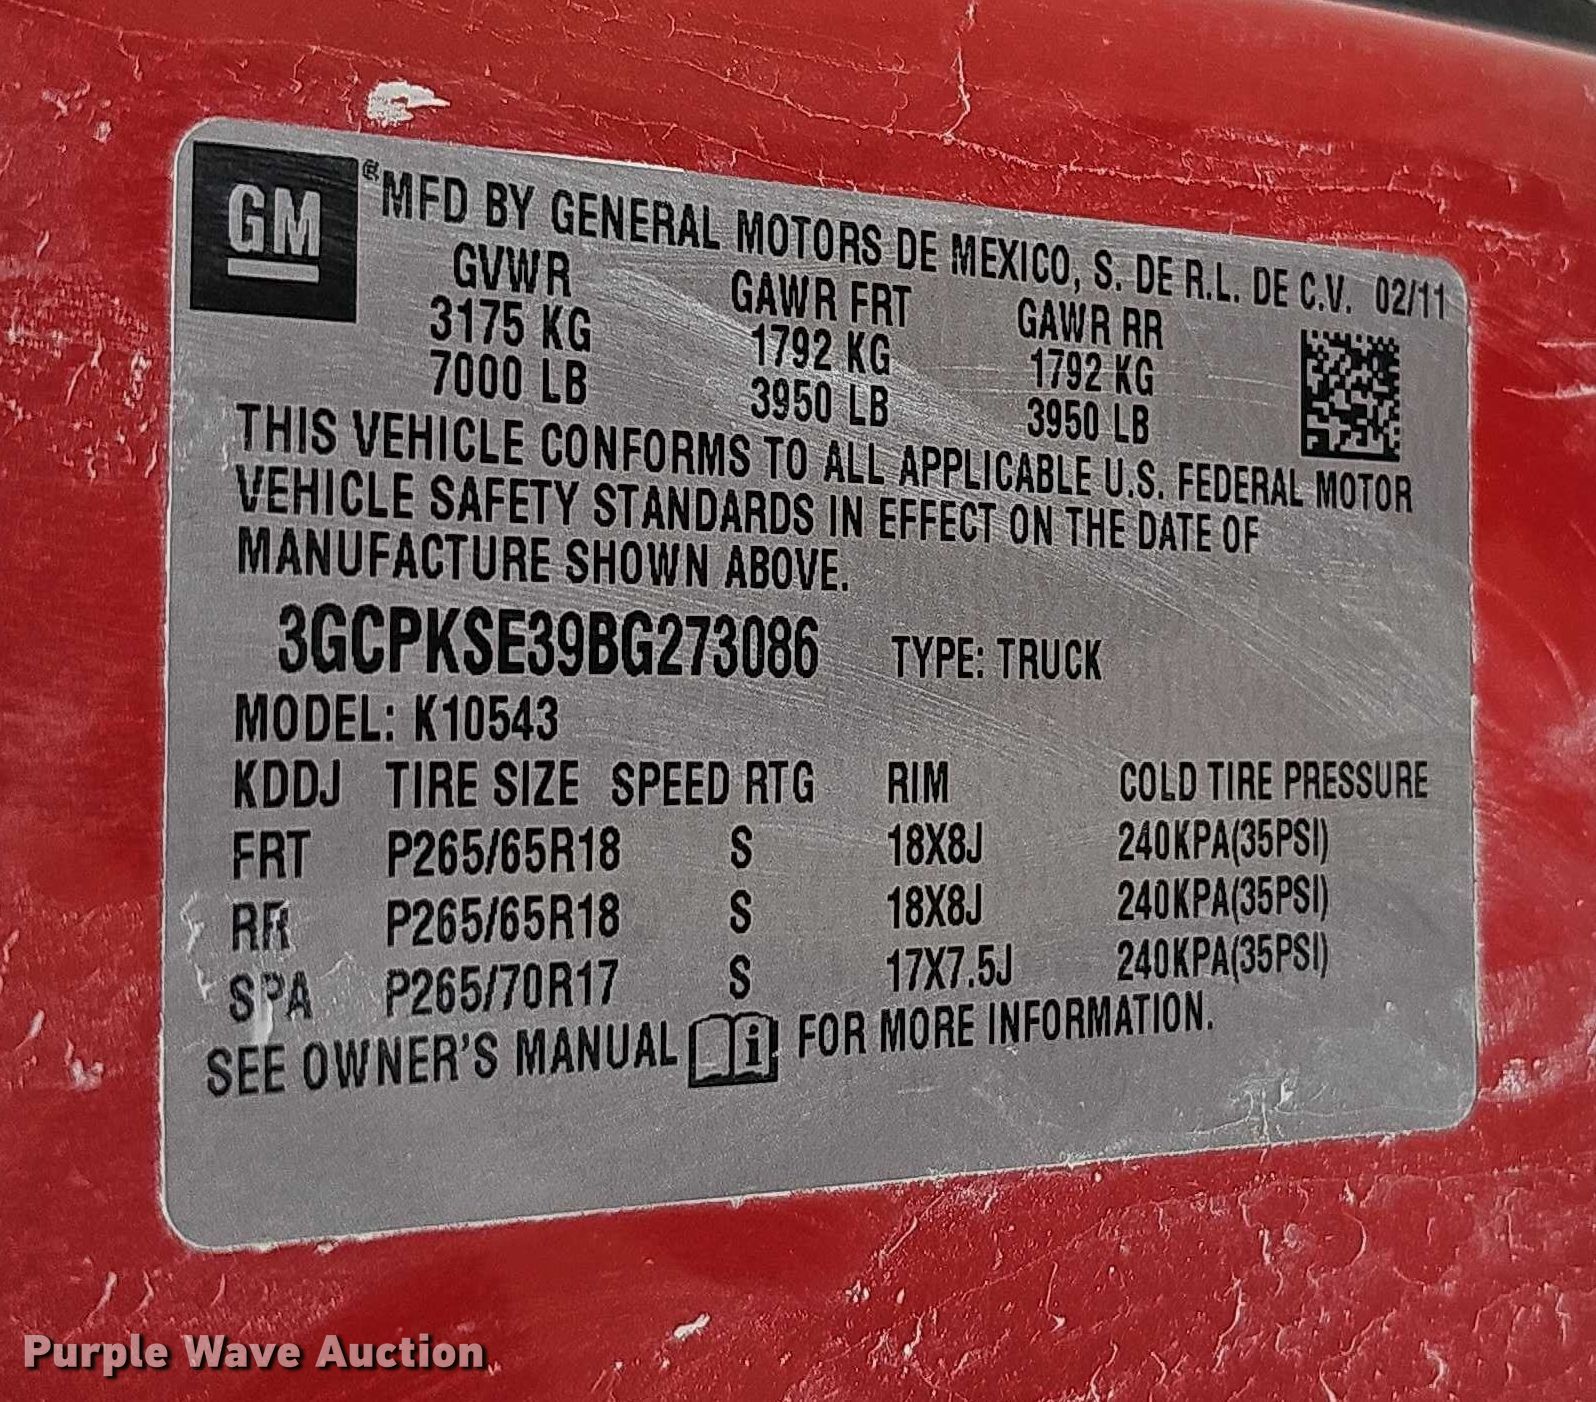 GM
MFD BY GENERAL MOTORS DE MEXICO, S. DE R.L. DE C.V. 02/11
GVWR GAWR FRT GAWR RR
3175 KG 1792 KG 1792 KG
7000 LB 3950 LB 3950 LB
THIS VEHICLE CONFORMS TO ALL APPLICABLE U.S. FEDERAL MOTOR
VEHICLE SAFETY STANDARDS IN EFFECT ON THE DATE OF
MANUFACTURE SHOWN ABOVE.
3GCPKSE39BG273086 TYPE: TRUCK
MODEL: K10543
KDDJ TIRE SIZE SPEED RTG RIM COLD TIRE PRESSURE
FRT P265/65R18 S 18X8J 240KPA(35PSI)
RR P265/65R18 S 18X8J 240KPA(35PSI)
SPA P265/70R17 S 17X7.5J 240KPA(35PSI)
SEE OWNER'S MANUAL i FOR MORE INFORMATION.
Purple Wave Auction